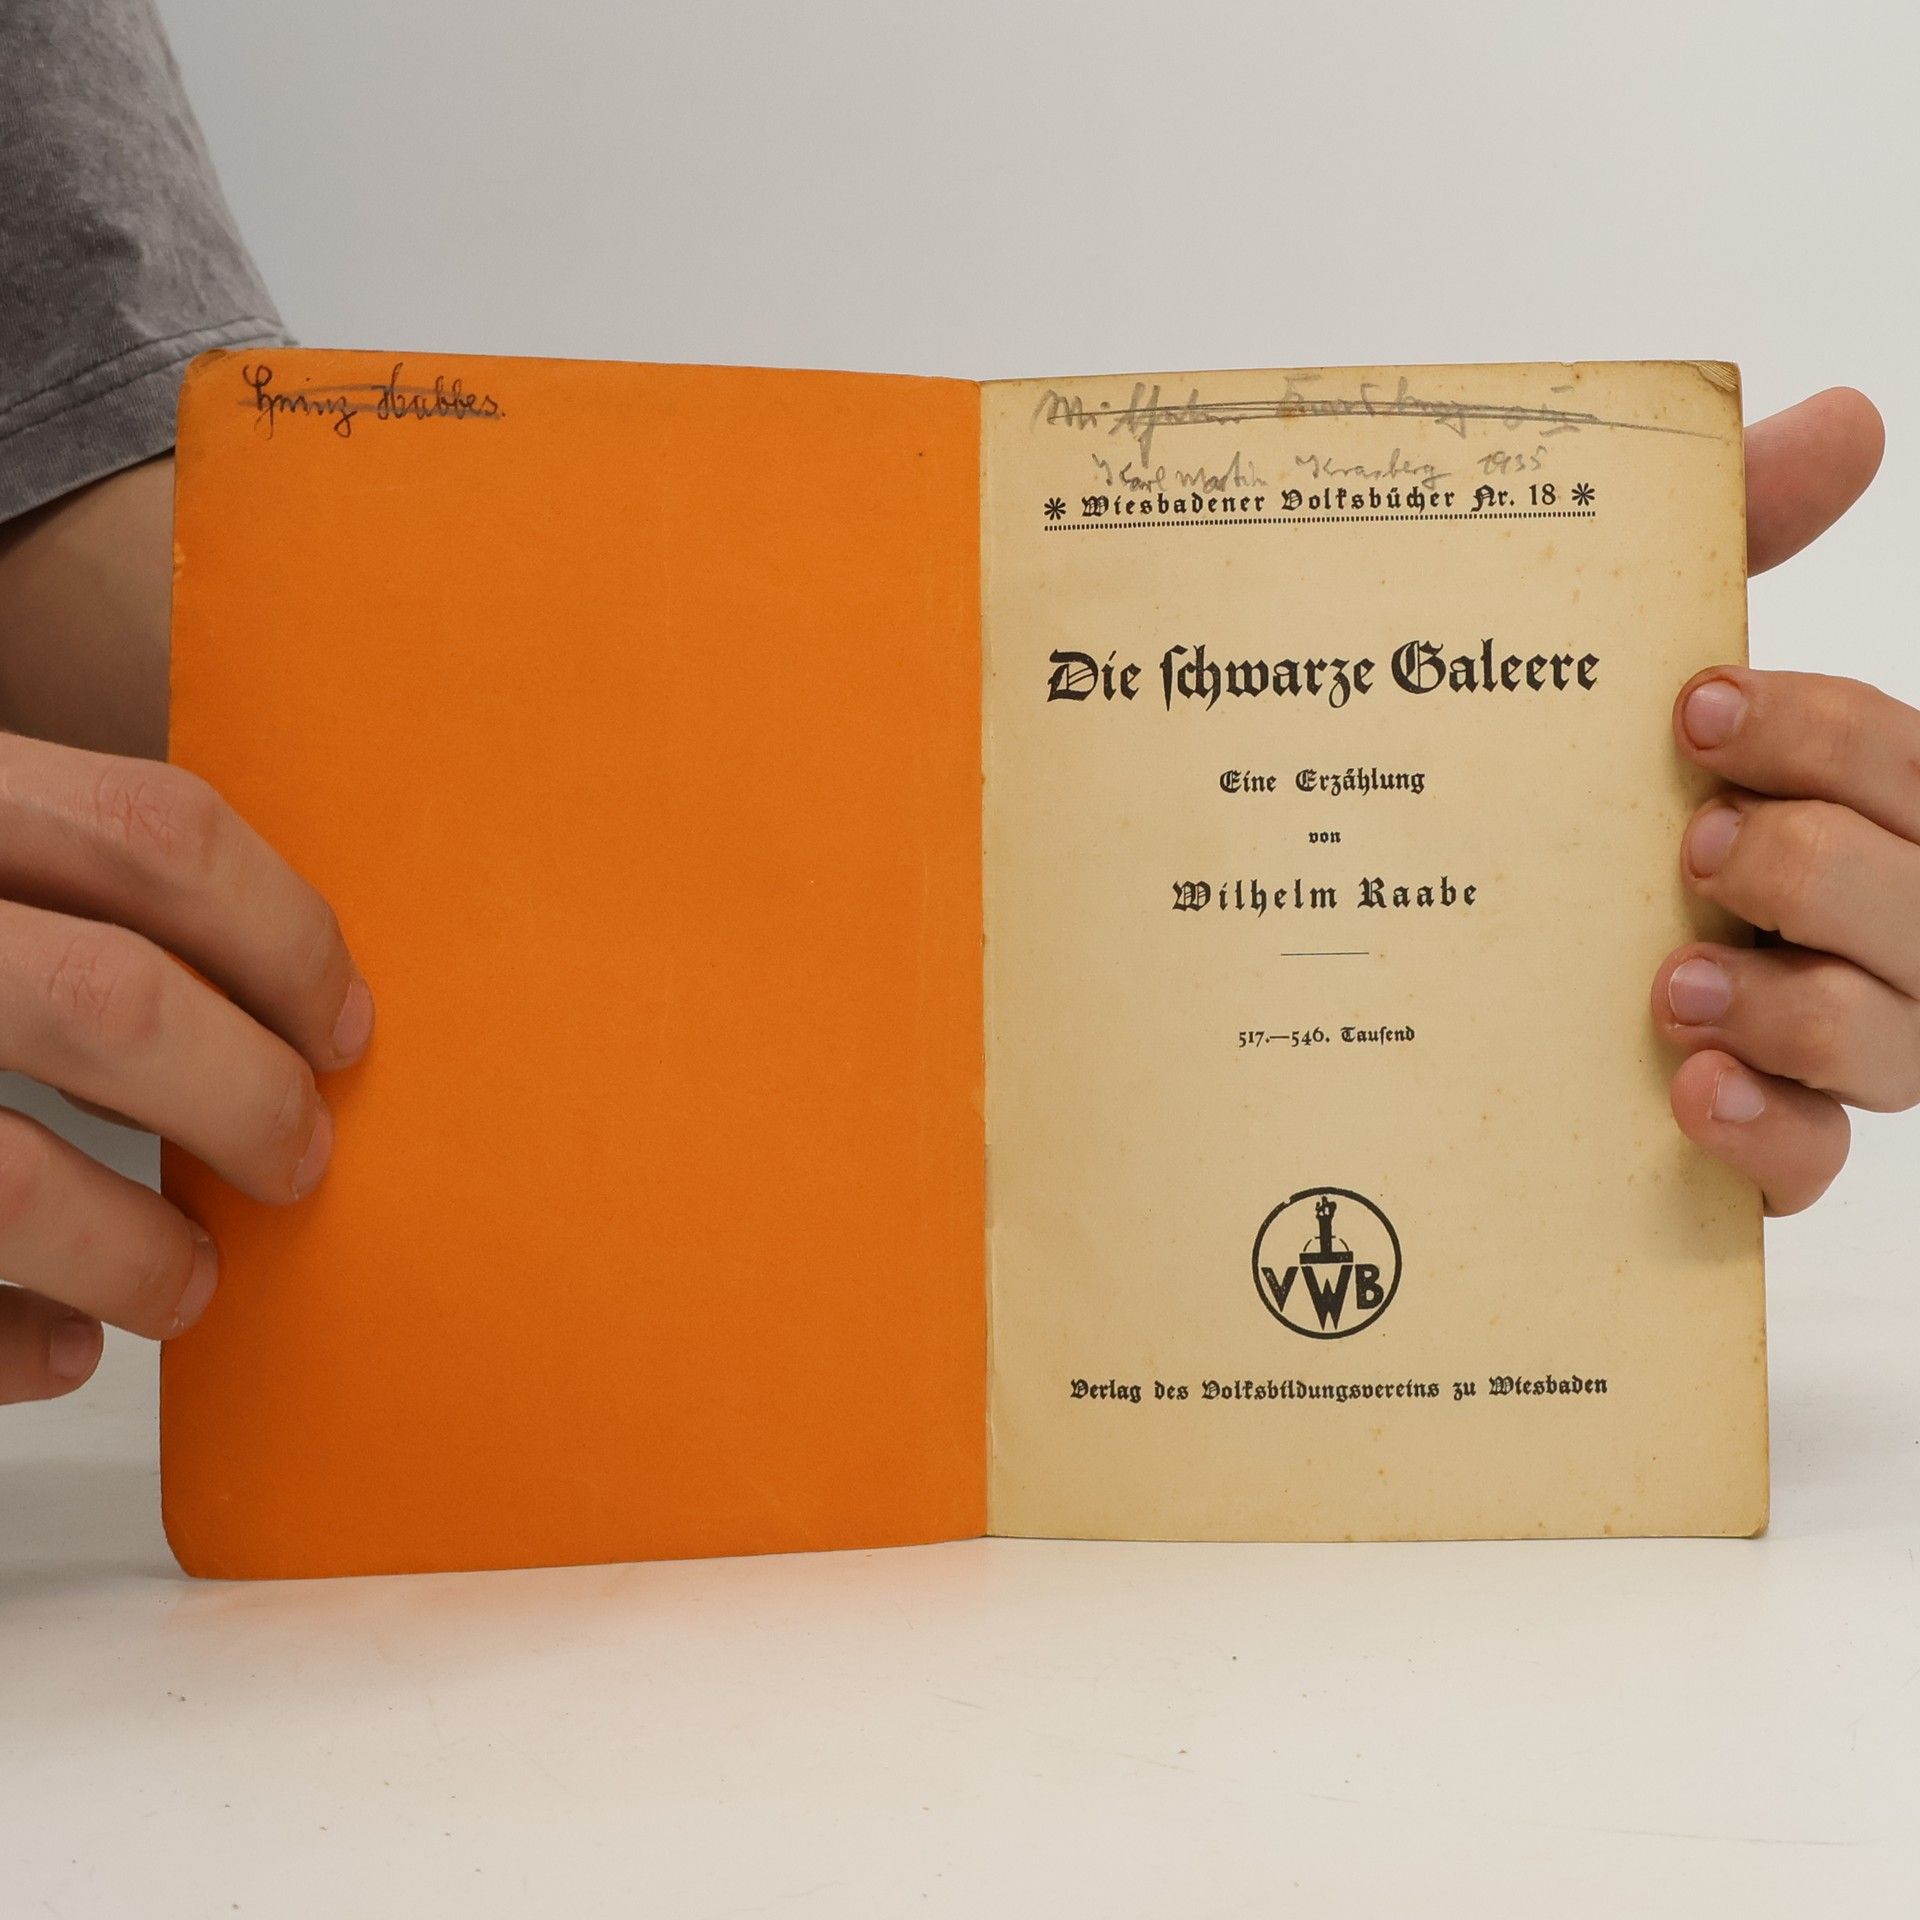 Heinz Habbes.
Karl Martin 1935
* Wiesbadener Volksbücher Nr. 18 *
Die ſchwarze Galeere
Eine Erzählung
von
Wilhelm Raabe
517.—546. Tauſend
VWB
Verlag des Volksbildungsvereins zu Wiesbaden